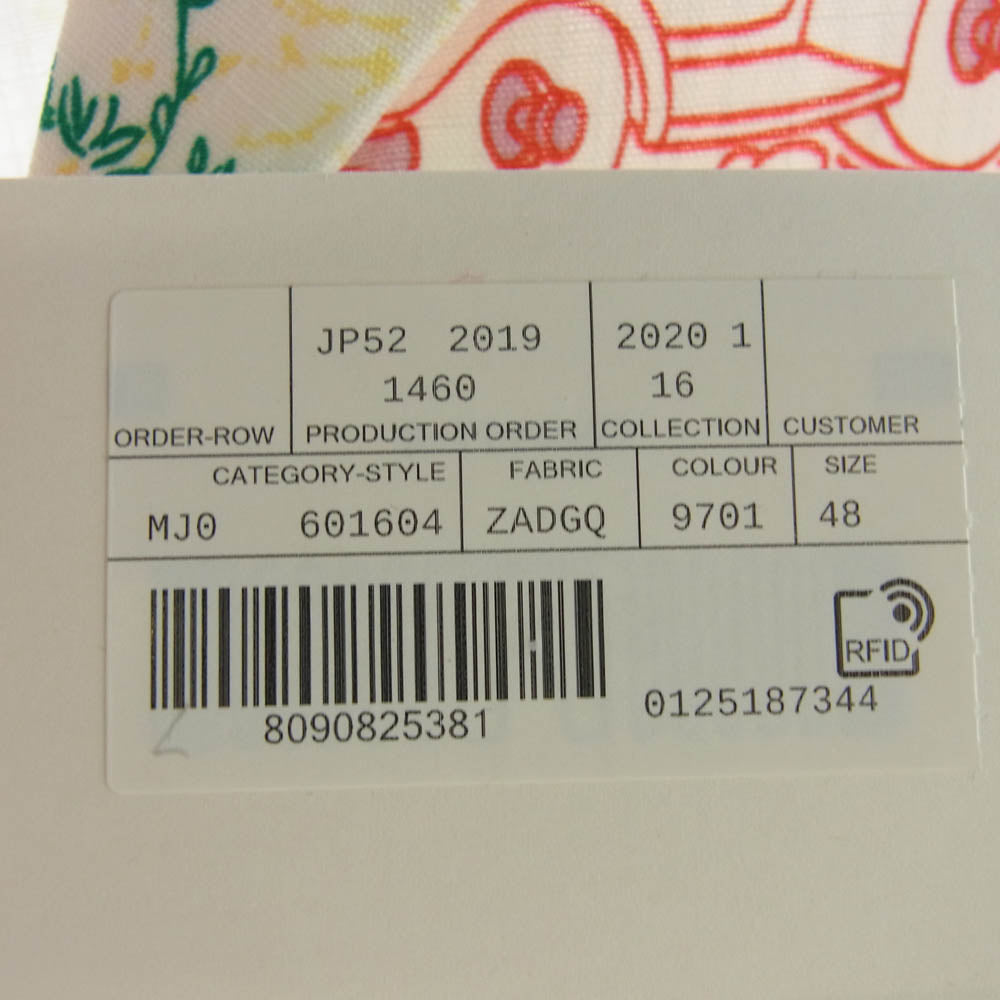 JP52 2019 2020 1
1460 16
ORDER-ROW PRODUCTION ORDER COLLECTION CUSTOMER
CATEGORY-STYLE FABRIC COLOUR SIZE
MJ0 601604 ZADGQ 9701 48
RFID
8090825381 0125187344